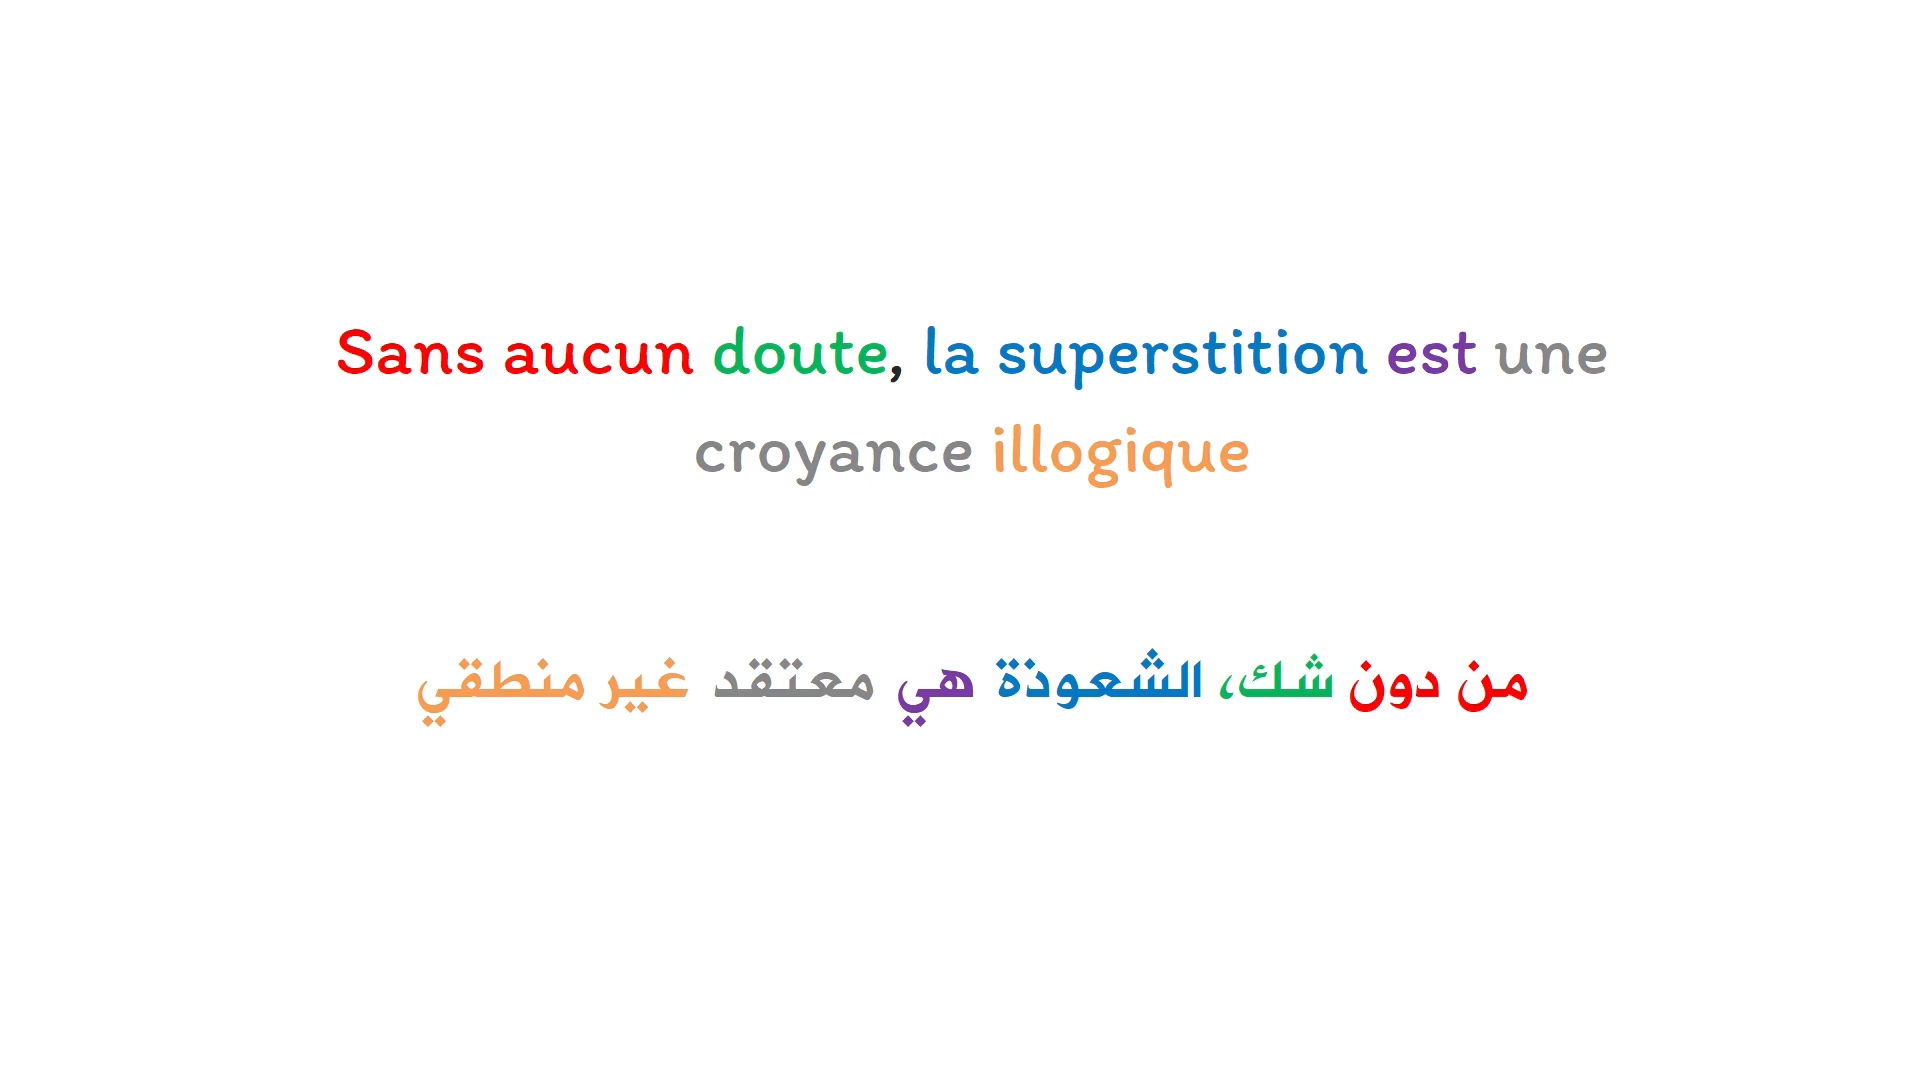 Sans aucun doute, la superstition est une
croyance illogique
من دون شك، الشعوذة هي معتقد غير منطقي